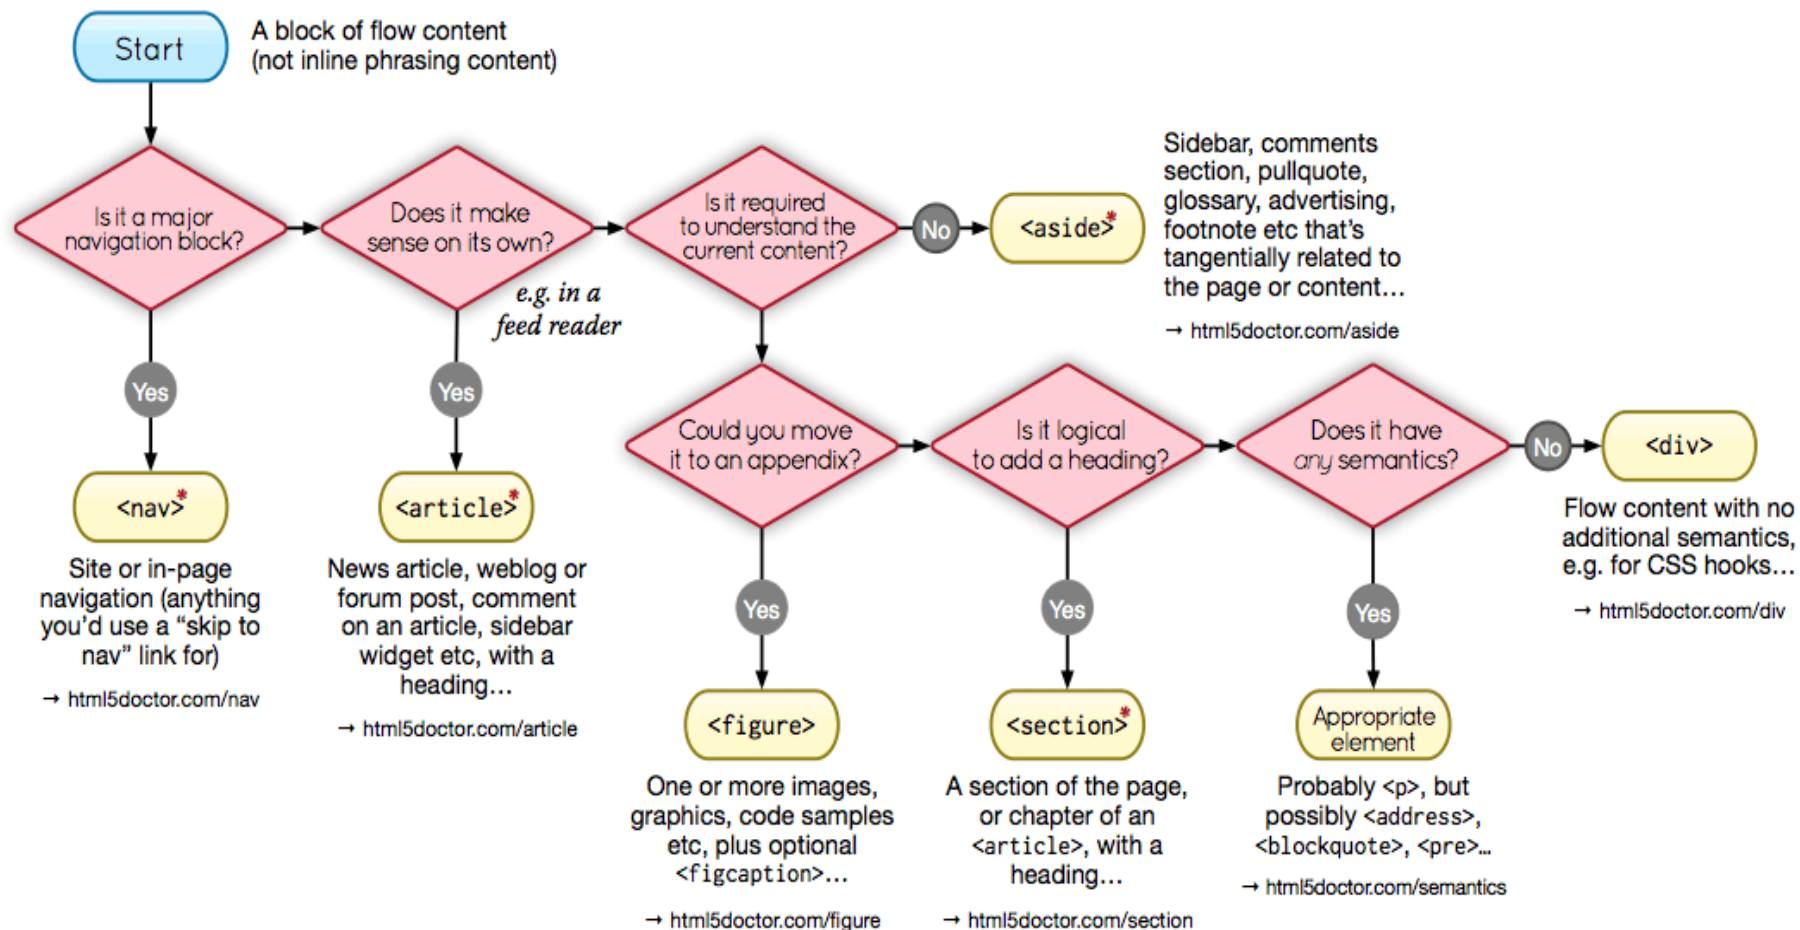 Start
A block of flow content
(not inline phrasing content)
Is it a major
navigation block?
Does it make
sense on its own?
e.g. in a
feed reader
Is it required
to understand the
current content?
No
<aside>*
Sidebar, comments
section, pullquote,
glossary, advertising,
footnote etc that's
tangentially related to
the page or content…
→ html5doctor.com/aside
Yes
<nav>*
Site or in-page
navigation (anything
you'd use a “skip to
nav” link for)
→ html5doctor.com/nav
Yes
<article>*
News article, weblog or
forum post, comment
on an article, sidebar
widget etc, with a
heading…
→ html5doctor.com/article
Could you move
it to an appendix?
Is it logical
to add a heading?
Does it have
any semantics?
No
<div>
Flow content with no
additional semantics,
e.g. for CSS hooks…
→ html5doctor.com/div
Yes
<figure>
One or more images,
graphics, code samples
etc, plus optional
<figcaption>…
→ html5doctor.com/figure
Yes
<section>*
A section of the page,
or chapter of an
<article>, with a
heading…
→ html5doctor.com/section
Yes
Appropriate
element
Probably <p>, but
possibly <address>,
<blockquote>, <pre>…
→ html5doctor.com/semantics